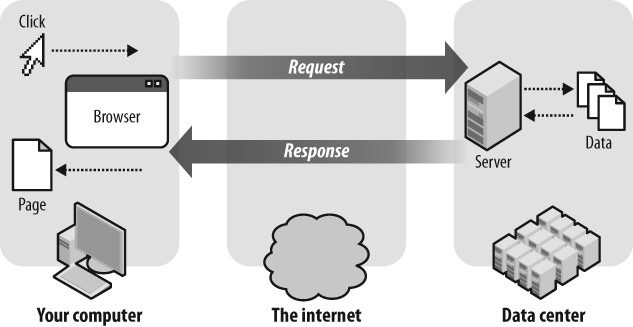 Click
Request
Browser
Response
Server
Data
Page
Your computer
The internet
Data center